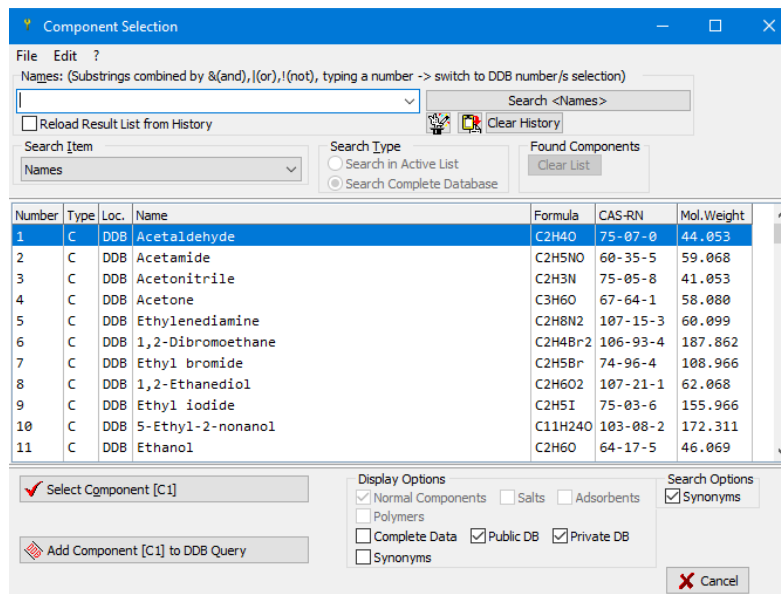 Component Selection
File Edit ?
Names: (Substrings combined by &(and),|(or),!(not), typing a number -> switch to DDB number/s selection)
Search <Names>
Reload Result List from History
Clear History
Search Item
Names
Search Type
Search in Active List
Search Complete Database
Found Components
Clear List
Number Type Loc. Name Formula CAS-RN Mol.Weight
1 C DDB Acetaldehyde C2H4O 75-07-0 44.053
2 C DDB Acetamide C2H5NO 60-35-5 59.068
3 C DDB Acetonitrile C2H3N 75-05-8 41.053
4 C DDB Acetone C3H6O 67-64-1 58.080
5 C DDB Ethylenediamine C2H8N2 107-15-3 60.099
6 C DDB 1,2-Dibromoethane C2H4Br2 106-93-4 187.862
7 C DDB Ethyl bromide C2H5Br 74-96-4 108.966
8 C DDB 1,2-Ethanediol C2H6O2 107-21-1 62.068
9 C DDB Ethyl iodide C2H5I 75-03-6 155.966
10 C DDB 5-Ethyl-2-nonanol C11H24O 103-08-2 172.311
11 C DDB Ethanol C2H6O 64-17-5 46.069
Select Component [C1]
Add Component [C1] to DDB Query
Display Options
Normal Components Salts Adsorbents
Polymers
Complete Data Public DB Private DB
Synonyms
Search Options
Synonyms
Cancel